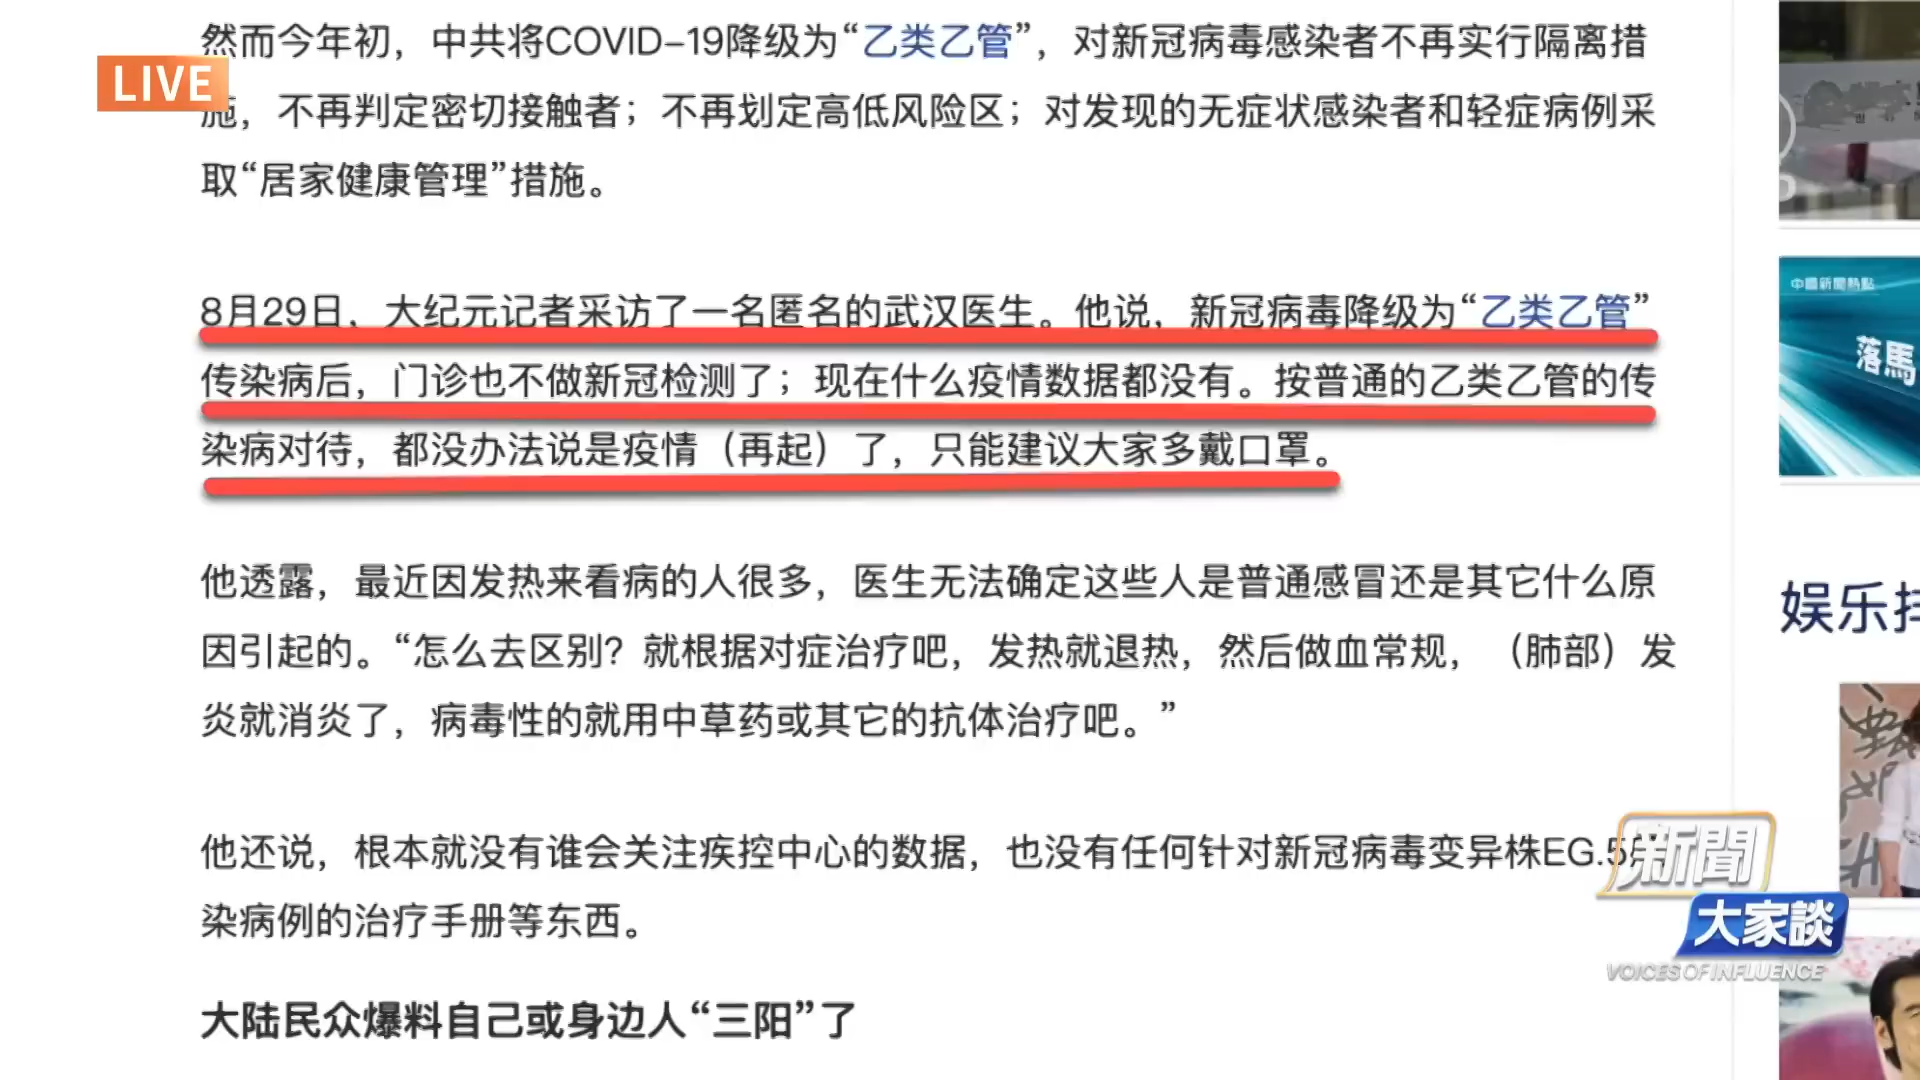 然而今年初，中共将COVID-19降级为“乙类乙管”，对新冠病毒感染者不再实行隔离措
LIVE
施，不再判定密切接触者；不再划定高低风险区；对发现的无症状感染者和轻症病例采
取“居家健康管理”措施。
8月29日，大纪元记者采访了一名匿名的武汉医生。他说，新冠病毒降级为“乙类乙管”
传染病后，门诊也不做新冠检测了；现在什么疫情数据都没有。按普通的乙类乙管的传
染病对待，都没办法说是疫情（再起）了，只能建议大家多戴口罩。
他透露，最近因发热来看病的人很多，医生无法确定这些人是普通感冒还是其它什么原
因引起的。“怎么去区别？就根据对症治疗吧，发热就退热，然后做血常规，（肺部）发
炎就消炎了，病毒性的就用中草药或其它的抗体治疗吧。”
他还说，根本就没有谁会关注疾控中心的数据，也没有任何针对新冠病毒变异株EG.5
染病例的治疗手册等东西。
大陆民众爆料自己或身边人“三阳”了
中國新聞熱點
落馬
娱乐
新聞
大家談
VOICES OF INFLUENCE